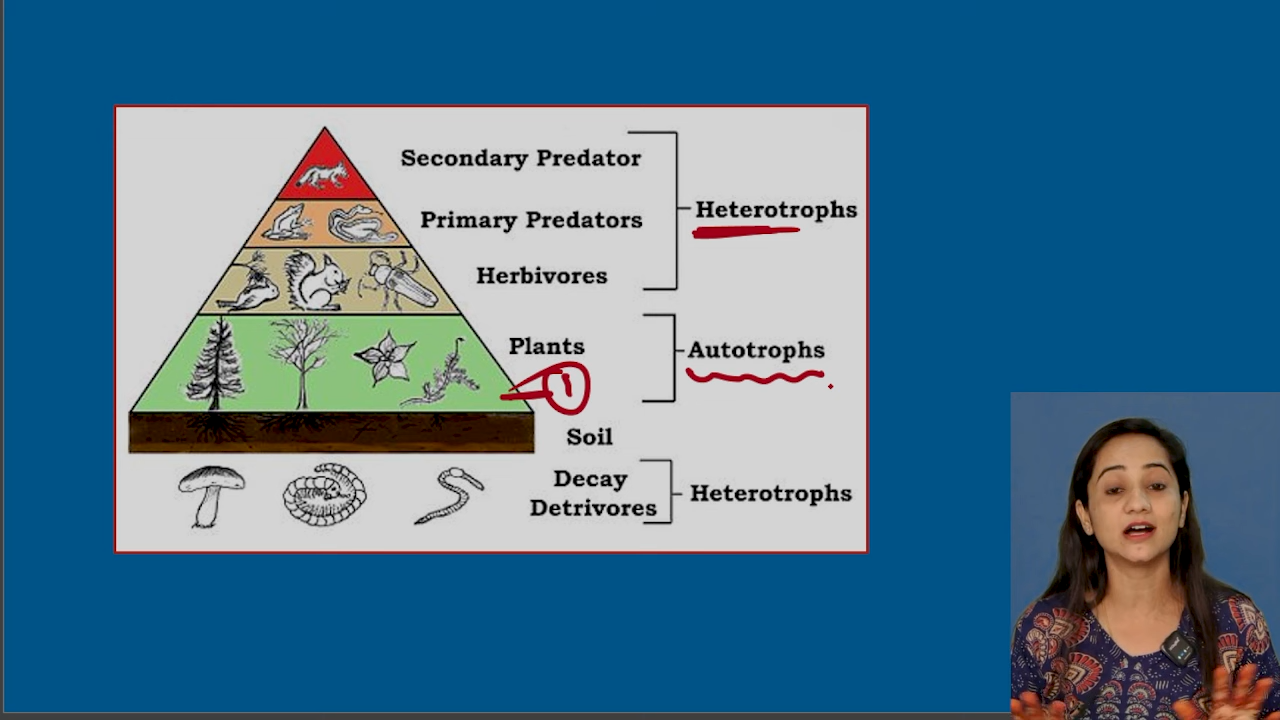 Secondary Predator
Primary Predators
Heterotrophs
Herbivores
Plants
Autotrophs
1
Soil
Decay
Detrivores
Heterotrophs